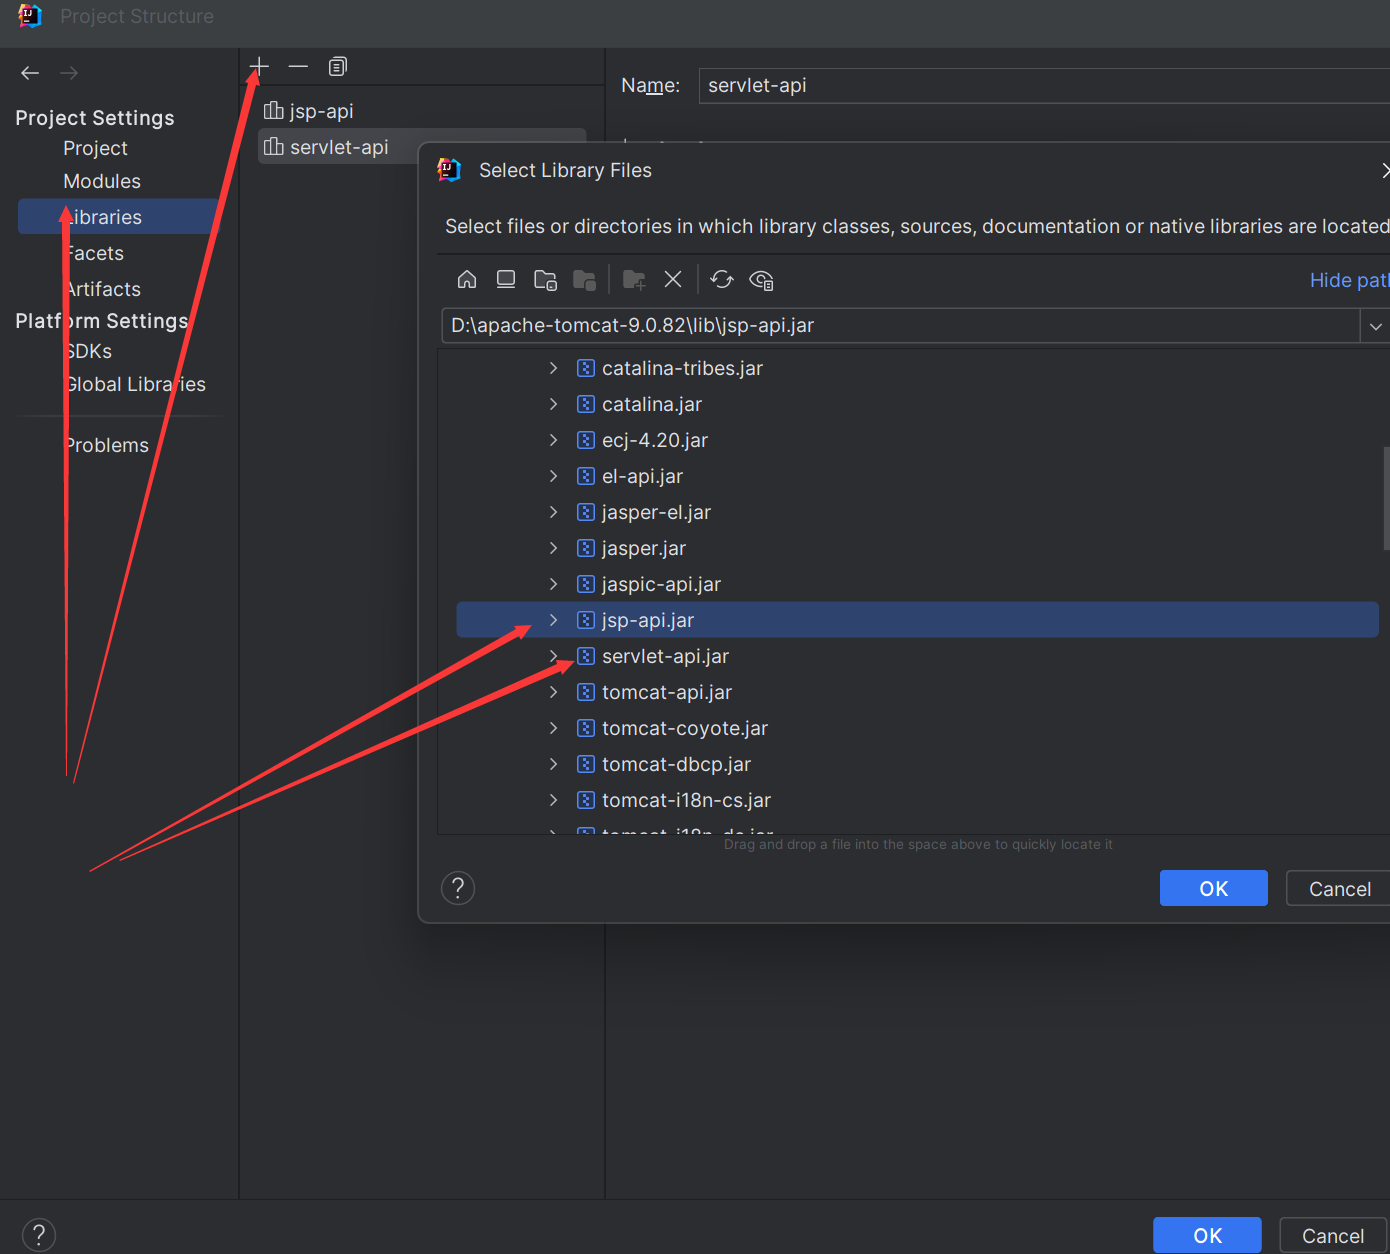 Project Structure
Project Settings
Project
Modules
Libraries
Facets
Artifacts
Platform Settings
SDKs
Global Libraries
Problems
jsp-api
servlet-api
Name:
servlet-api
Select Library Files
Select files or directories in which library classes, sources, documentation or native libraries are located
Hide path
D:\apache-tomcat-9.0.82\lib\jsp-api.jar
catalina-tribes.jar
catalina.jar
ecj-4.20.jar
el-api.jar
jasper-el.jar
jasper.jar
jaspic-api.jar
jsp-api.jar
servlet-api.jar
tomcat-api.jar
tomcat-coyote.jar
tomcat-dbcp.jar
tomcat-i18n-cs.jar
tomcat-i18n-de.jar
Drag and drop a file into the space above to quickly locate it
?
OK
Cancel
?
OK
Cancel